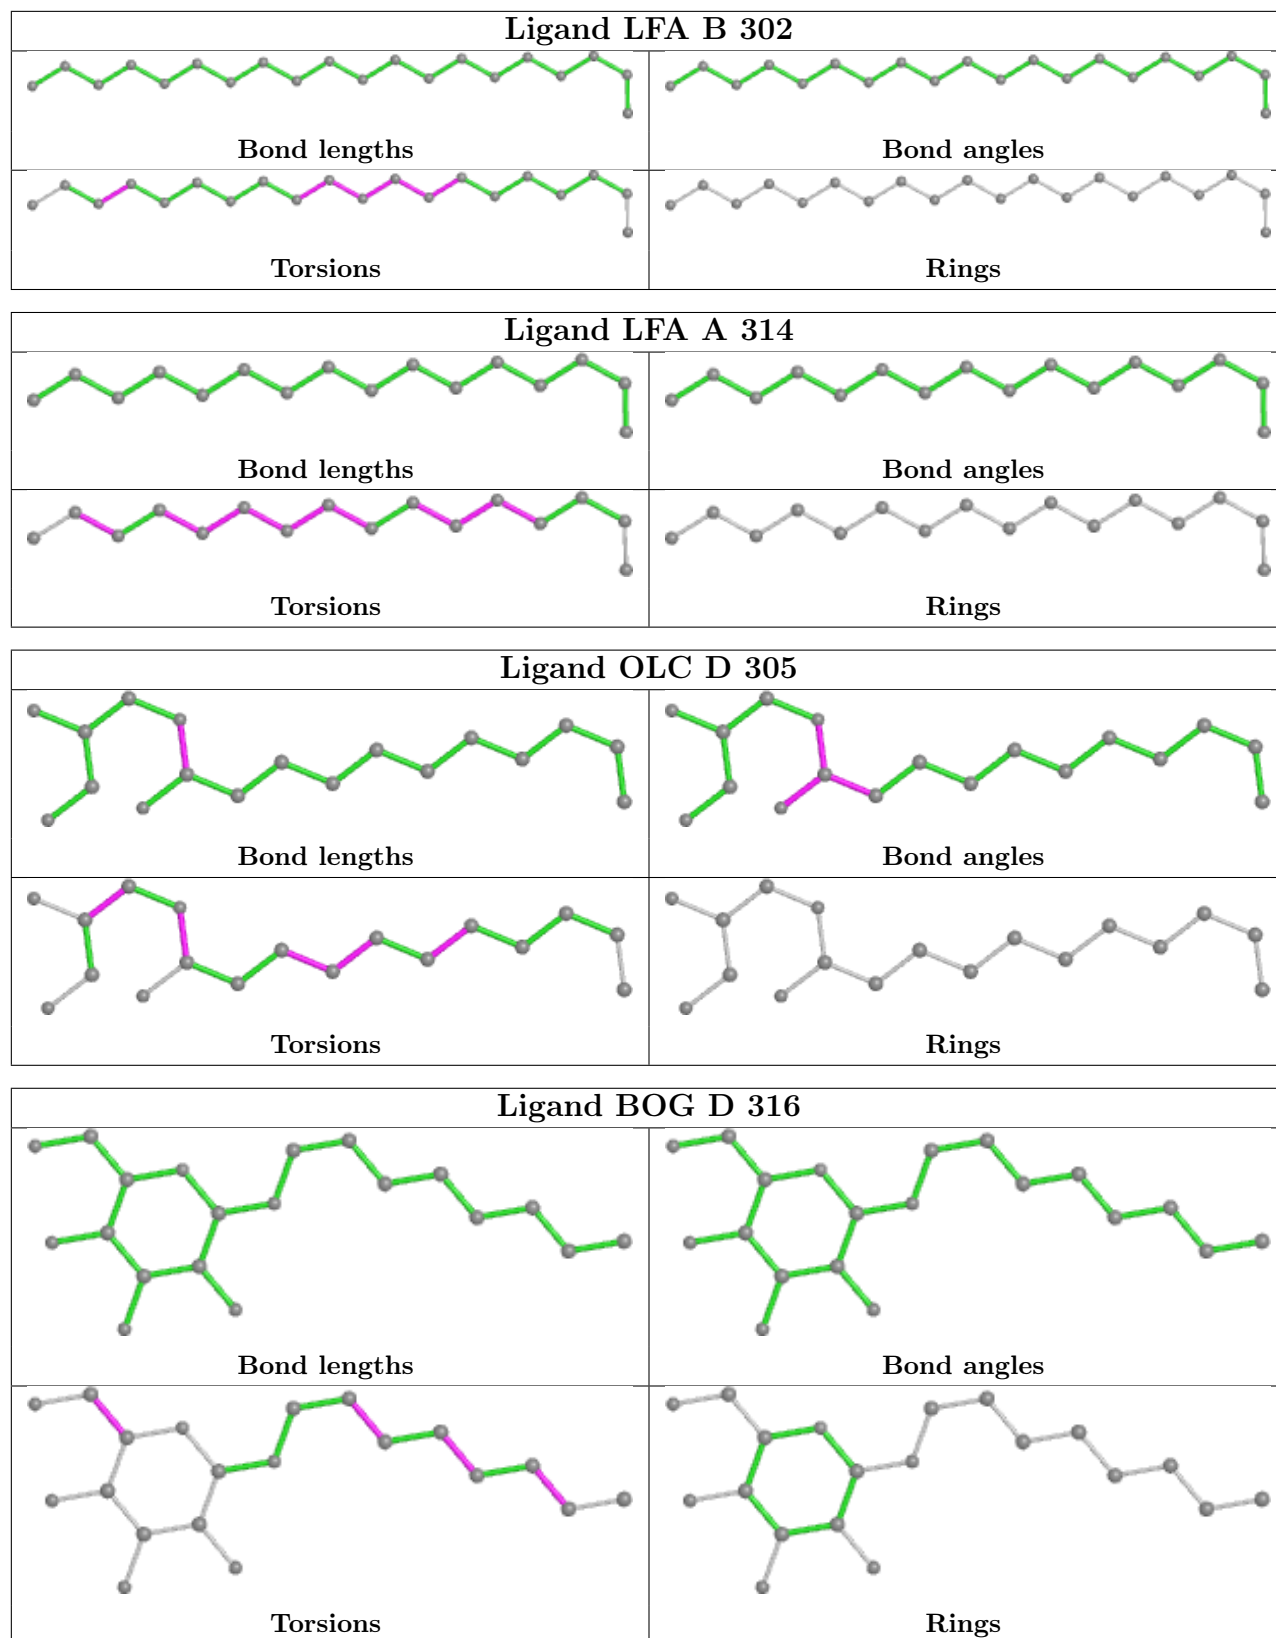 Ligand LFA B 302
Bond lengths
Bond angles
Torsions
Rings
Ligand LFA A 314
Bond lengths
Bond angles
Torsions
Rings
Ligand OLC D 305
Bond lengths
Bond angles
Torsions
Rings
Ligand BOG D 316
Bond lengths
Bond angles
Torsions
Rings